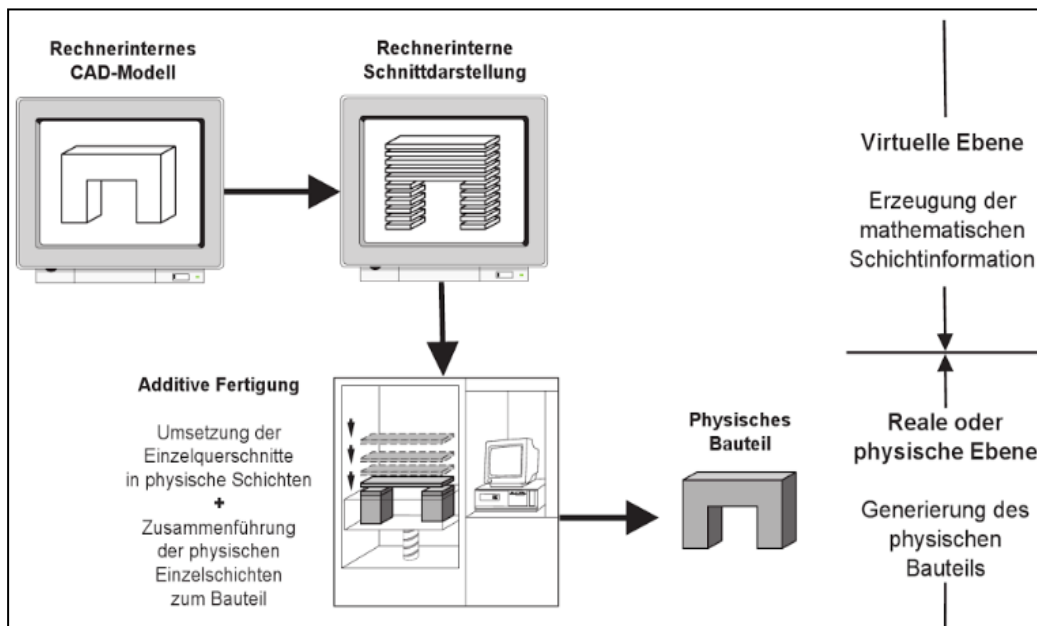 Rechnerinternes
CAD-Modell
Rechnerinterne
Schnittdarstellung
Virtuelle Ebene
Erzeugung der
mathematischen
Schichtinformation
Additive Fertigung
Umsetzung der
Einzelquerschnitte
in physische Schichten
+
Zusammenführung
der physischen
Einzelschichten
zum Bauteil
Physisches
Bauteil
Reale oder
physische Ebene
Generierung des
physischen
Bauteils